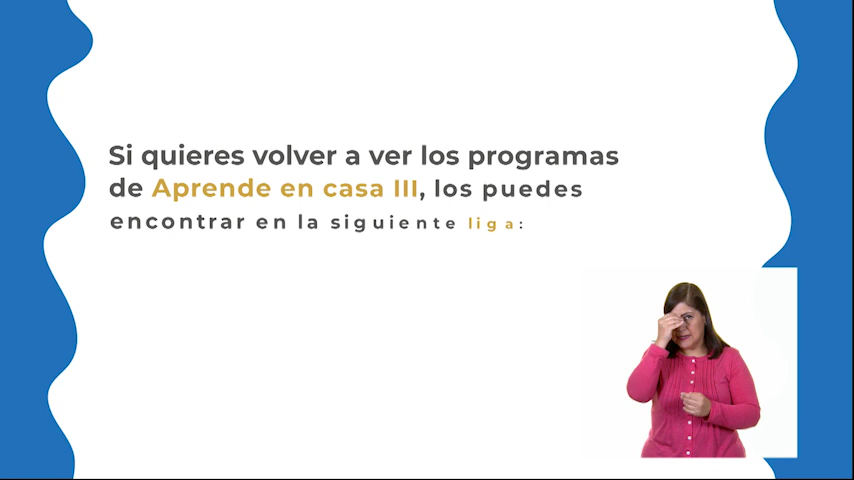 Si quieres volver a ver los programas
de Aprende en casa III, los puedes
encontrar en la siguiente liga: